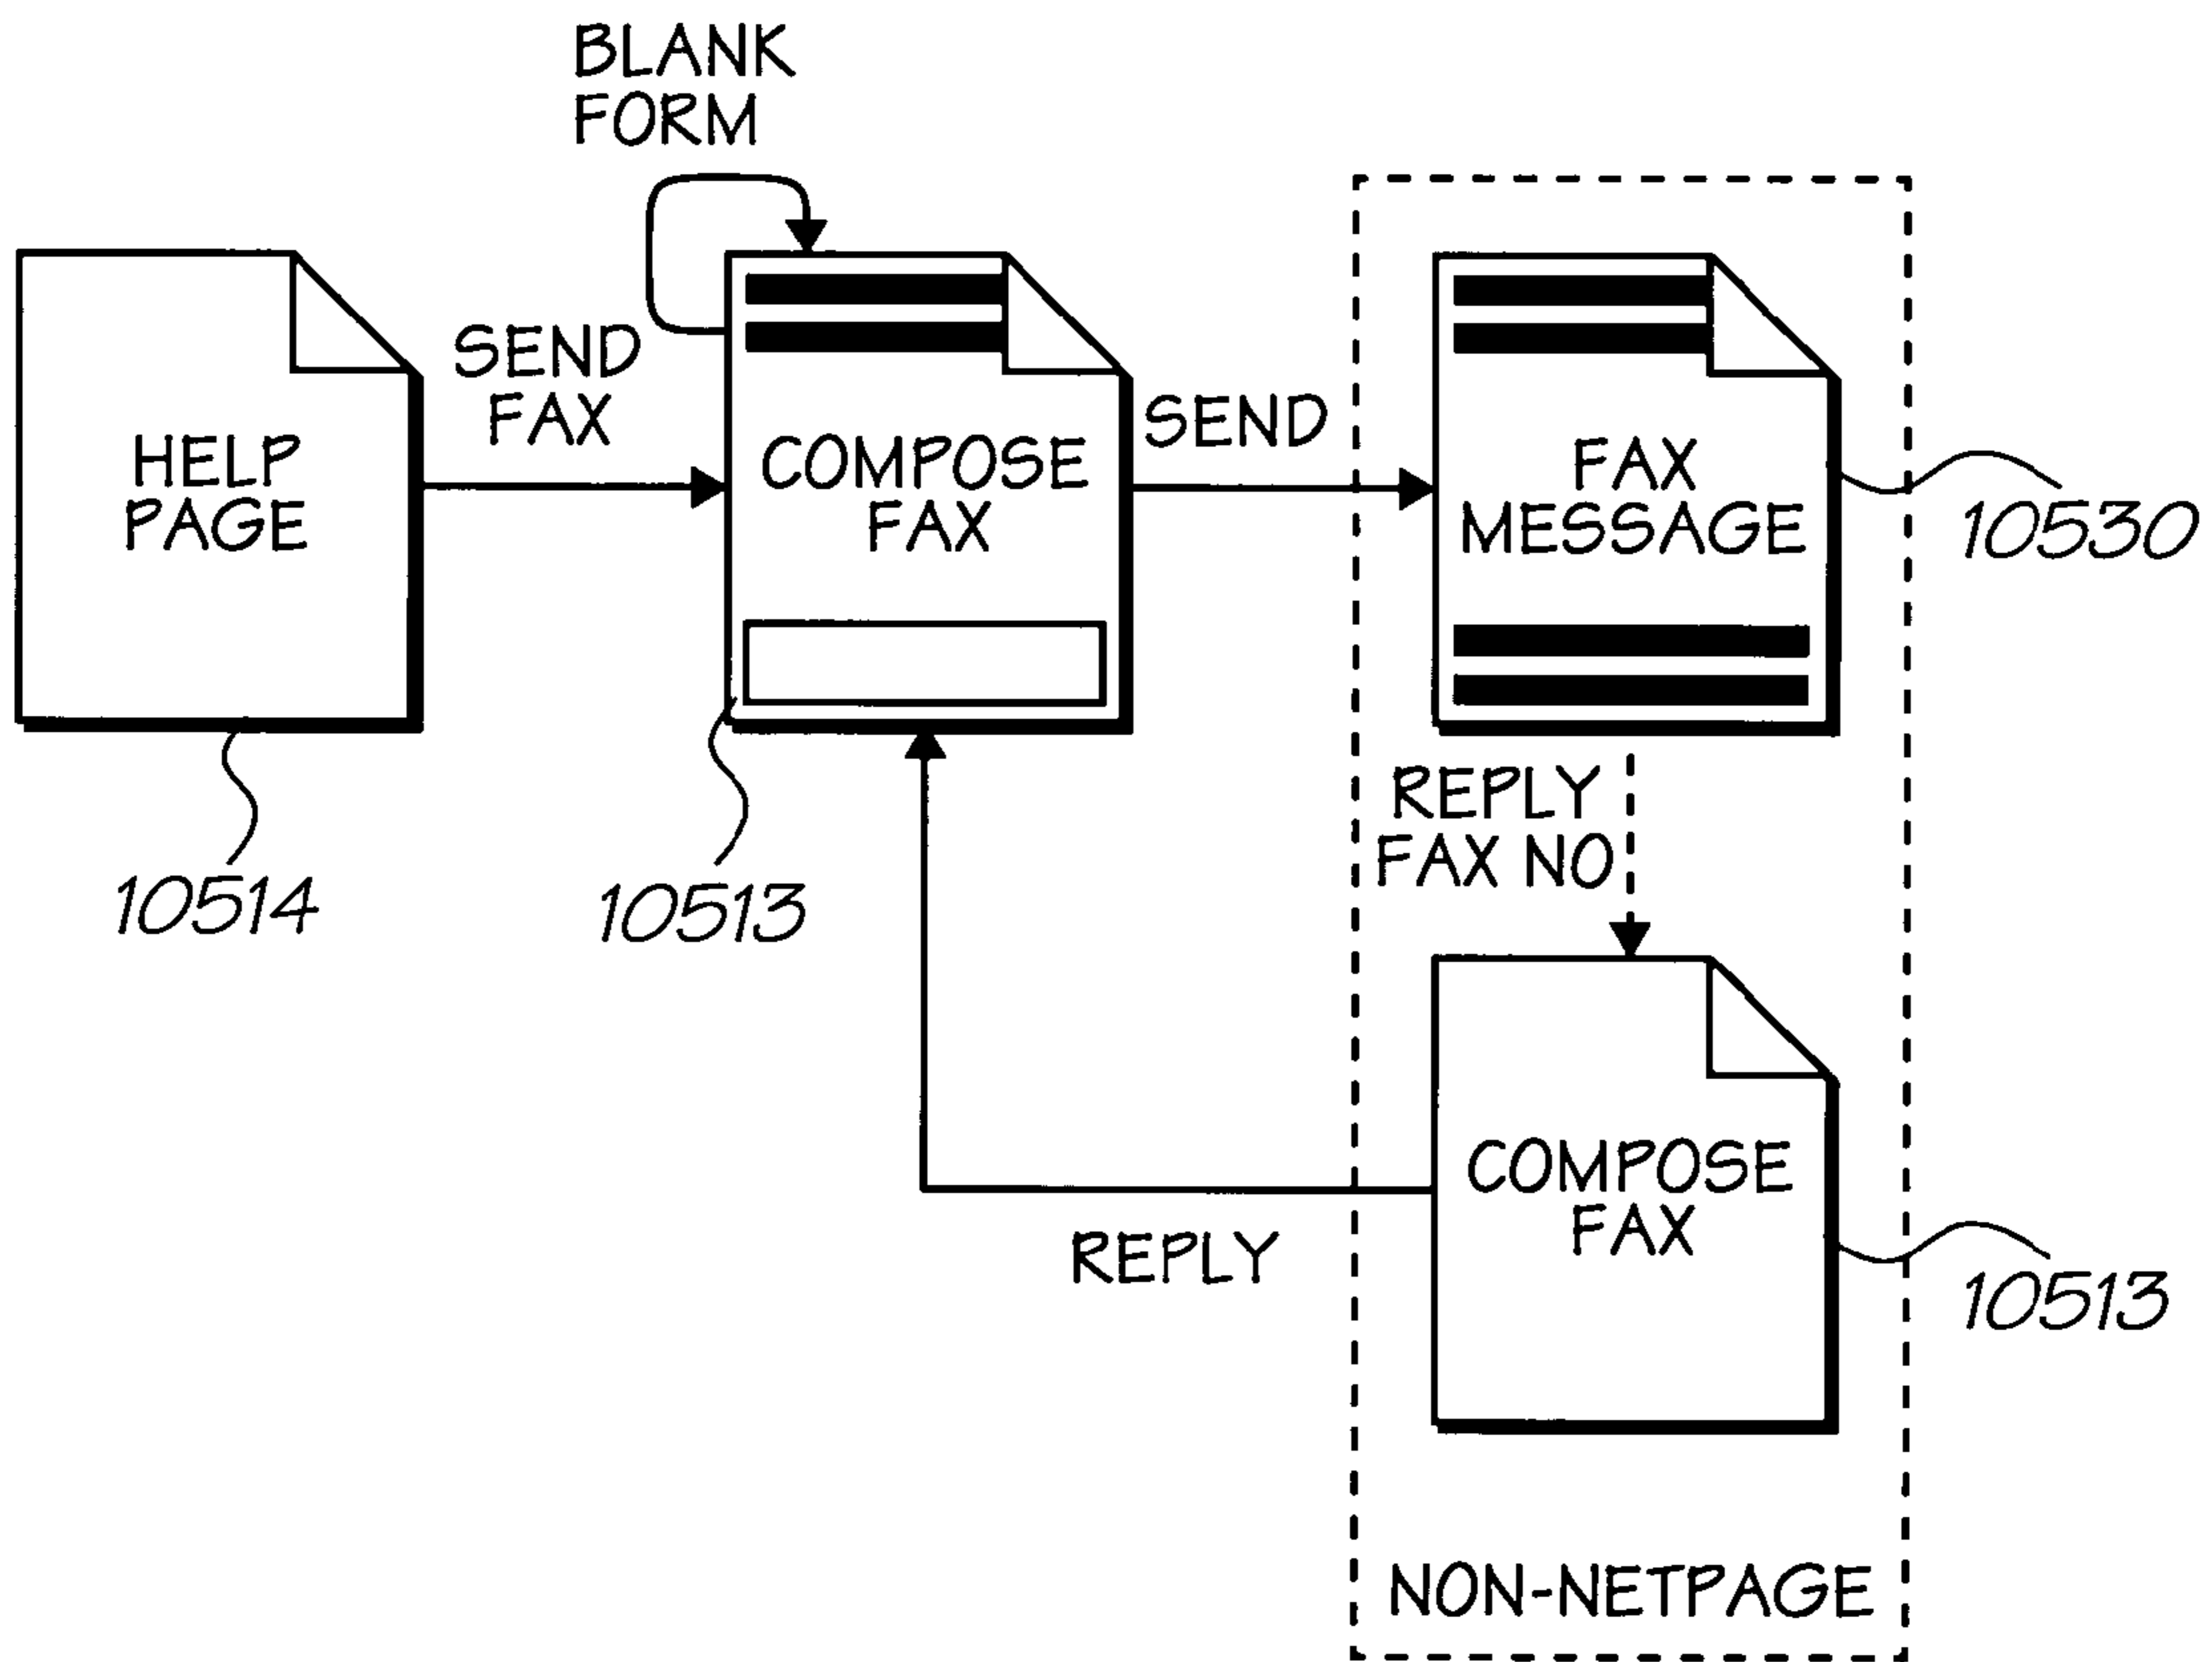 BLANK
FORM
HELP
PAGE
SEND
FAX
COMPOSE
FAX
SEND
FAX
MESSAGE
10530
10514
10513
REPLY
FAX NO
COMPOSE
FAX
REPLY
10513
NON-NETPAGE